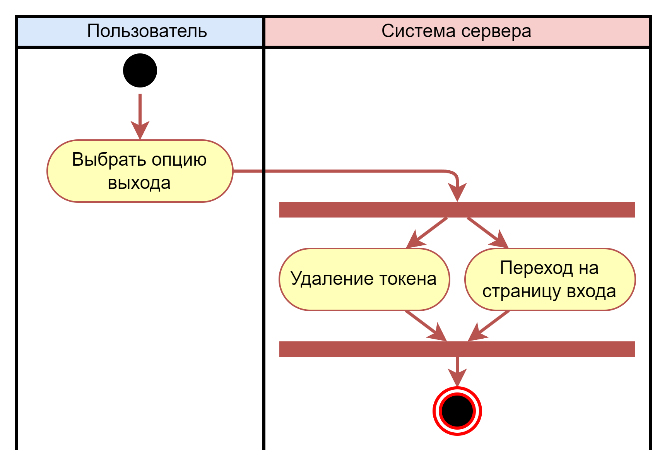 Пользователь
Система сервера
Выбрать опцию
выхода
Удаление токена
Переход на
страницу входа